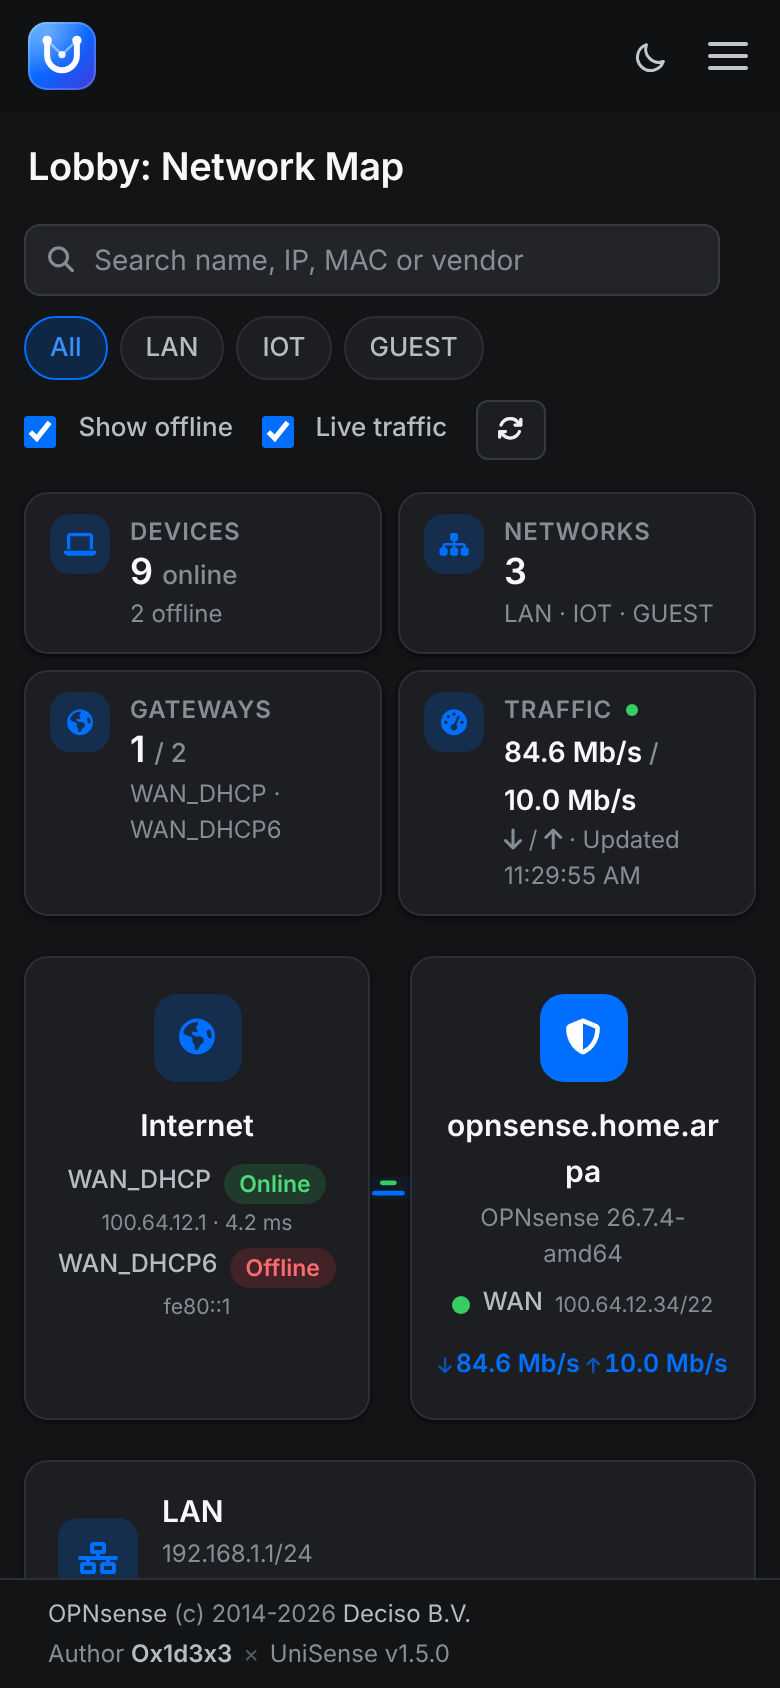 Lobby: Network Map
Search name, IP, MAC or vendor
All LAN IOT GUEST
Show offline Live traffic
DEVICES
9 online
2 offline
NETWORKS
3
LAN · IOT · GUEST
GATEWAYS
1 / 2
WAN_DHCP ·
WAN_DHCP6
TRAFFIC
84.6 Mb/s /
10.0 Mb/s
↓ / ↑ · Updated
11:29:55 AM
Internet
WAN_DHCP Online
100.64.12.1 · 4.2 ms
WAN_DHCP6 Offline
fe80::1
opnsense.home.ar
pa
OPNsense 26.7.4-
amd64
WAN 100.64.12.34/22
↓84.6 Mb/s ↑10.0 Mb/s
LAN
192.168.1.1/24
OPNsense (c) 2014-2026 Deciso B.V.
Author Ox1d3x3 × UniSense v1.5.0